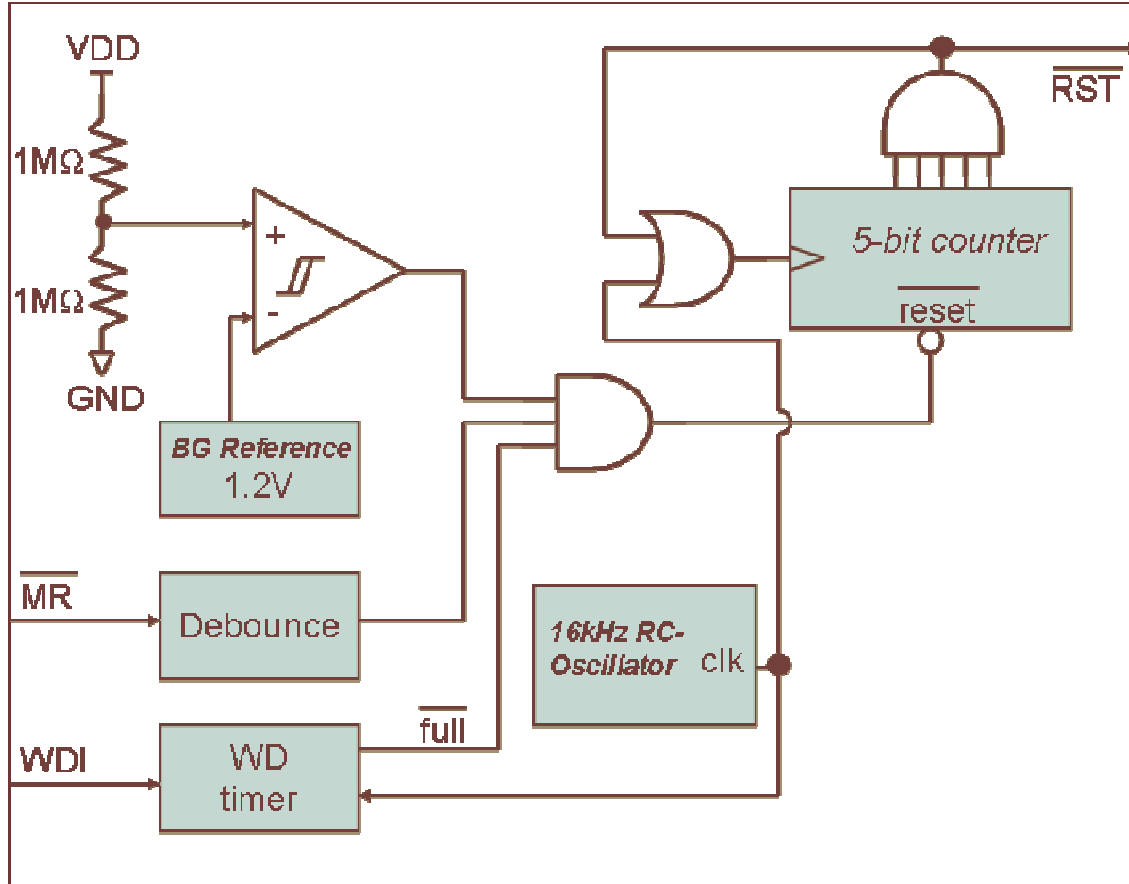 VDD
1MΩ
1MΩ
GND
+
-
BG Reference
1.2V
MR
Debounce
WDI
WD
timer
full
16kHz RC-
Oscillator
clk
5-bit counter
reset
RST